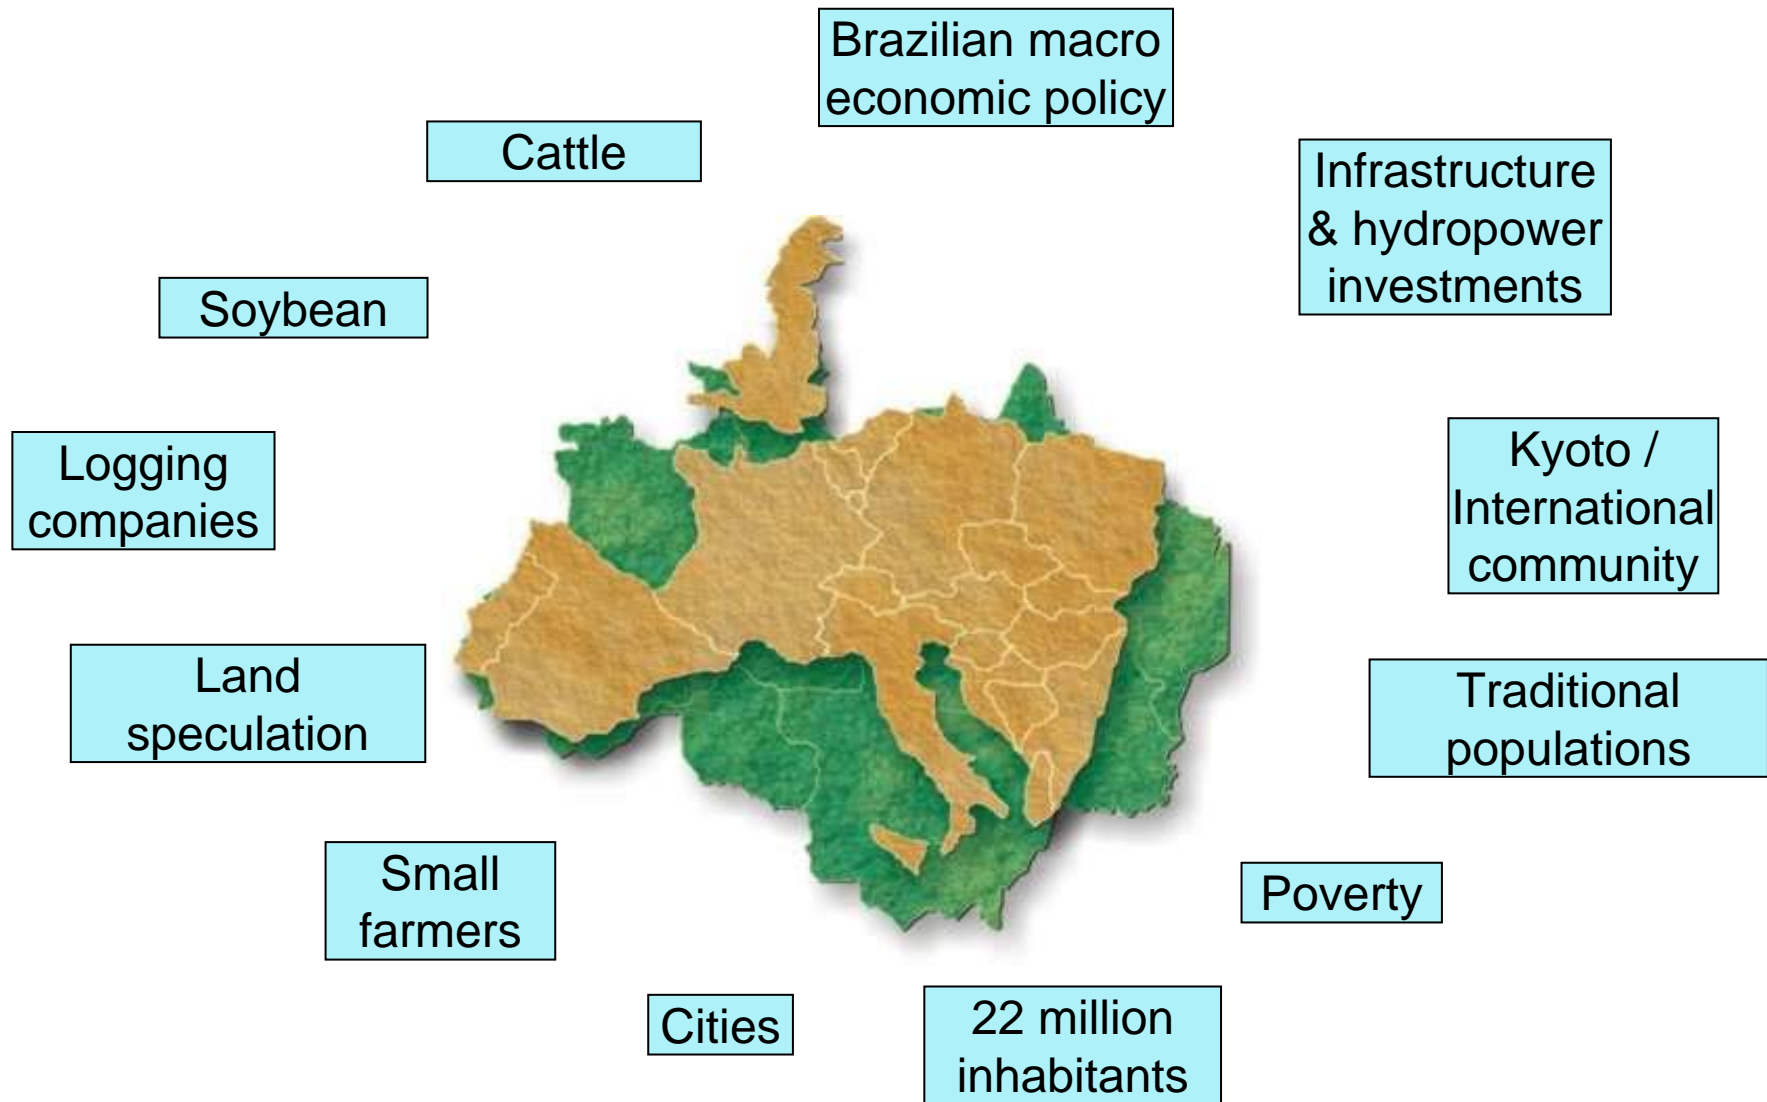 Brazilian macro
economic policy
Cattle
Infrastructure
& hydropower
investments
Soybean
Logging
companies
Kyoto /
International
community
Land
speculation
Traditional
populations
Small
farmers
Poverty
Cities
22 million
inhabitants